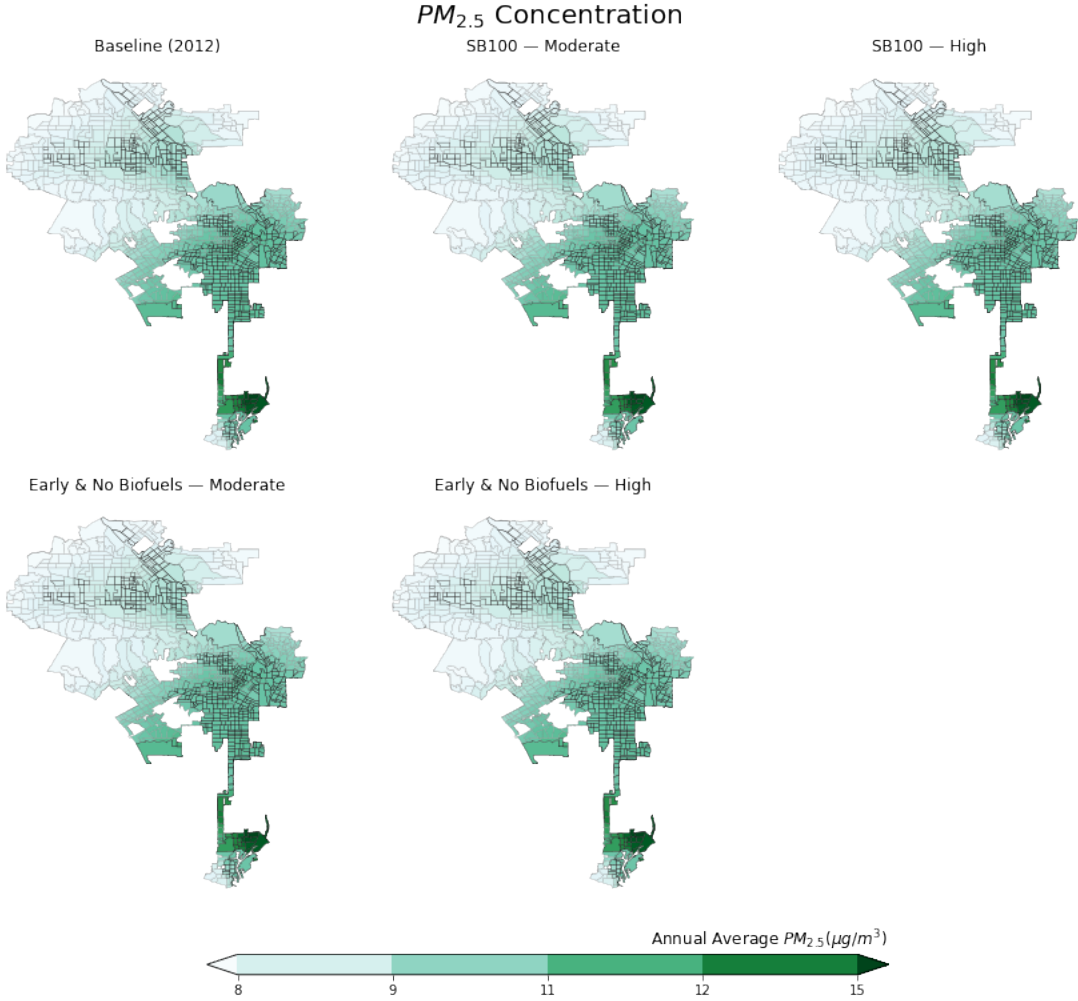 PM2.5 Concentration
Baseline (2012)
SB100 — Moderate
SB100 — High
Early & No Biofuels — Moderate
Early & No Biofuels — High
Annual Average PM2.5(μg/m³)
8 9 11 12 15